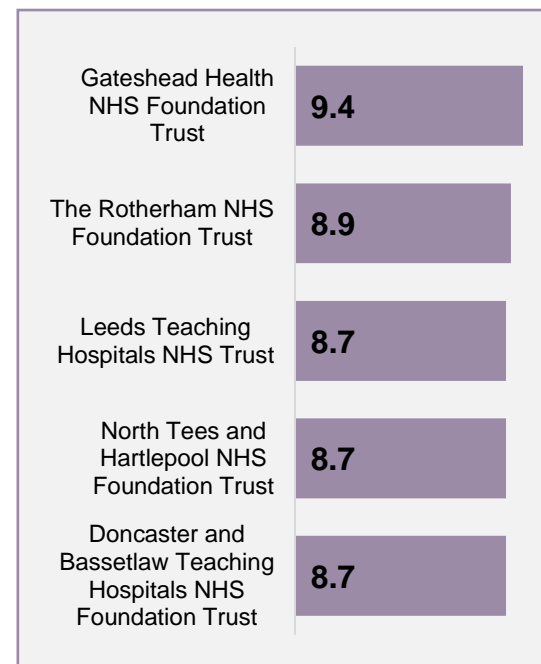 Gateshead Health
NHS Foundation
Trust
9.4
The Rotherham NHS
Foundation Trust
8.9
Leeds Teaching
Hospitals NHS Trust
8.7
North Tees and
Hartlepool NHS
Foundation Trust
8.7
Doncaster and
Bassetlaw Teaching
Hospitals NHS
Foundation Trust
8.7